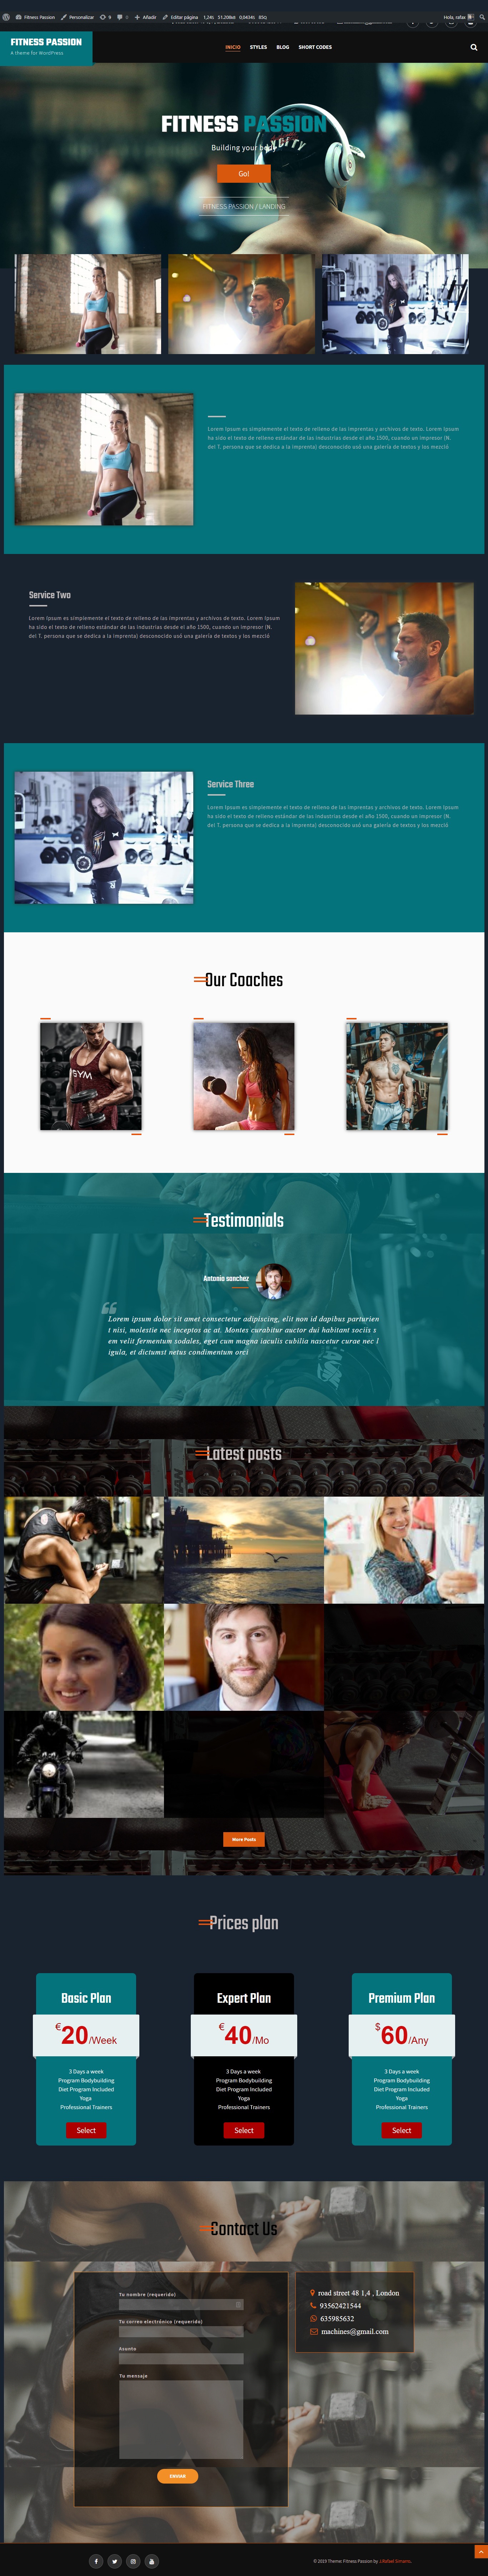 Fitness Passion Personalizar 9 0 Añadir Editar página Hola, rafax
FITNESS PASSION
A theme for WordPress
INICIO STYLES BLOG SHORT CODES
FITNESS PASSION
Building your body
Go!
FITNESS PASSION / LANDING
Lorem Ipsum es simplemente el texto de relleno de las imprentas y archivos de texto. Lorem Ipsum
ha sido el texto de relleno estándar de las industrias desde el año 1500, cuando un impresor (N.
del T. persona que se dedica a la imprenta) desconocido usó una galería de textos y los mezcló
Service Two
Lorem Ipsum es simplemente el texto de relleno de las imprentas y archivos de texto. Lorem Ipsum
ha sido el texto de relleno estándar de las industrias desde el año 1500, cuando un impresor (N.
del T. persona que se dedica a la imprenta) desconocido usó una galería de textos y los mezcló
Service Three
Lorem Ipsum es simplemente el texto de relleno de las imprentas y archivos de texto. Lorem Ipsum
ha sido el texto de relleno estándar de las industrias desde el año 1500, cuando un impresor (N.
del T. persona que se dedica a la imprenta) desconocido usó una galería de textos y los mezcló
Our Coaches
GYM
Testimonials
Antonio sanchez
Lorem ipsum dolor sit amet consectetur adipiscing, elit non id dapibus parturien
t nisi, molestie nec inceptos ac at. Montes curabitur auctor dui habitant sociis s
em velit fermentum sodales, eget cum magna iaculis cubilia nascetur curae nec l
igula, et dictumst netus condimentum orci
Latest posts
More Posts
Prices plan
Basic Plan
€20/Week
3 Days a week
Program Bodybuilding
Diet Program Included
Yoga
Professional Trainers
Select
Expert Plan
€40/Mo
3 Days a week
Program Bodybuilding
Diet Program Included
Yoga
Professional Trainers
Select
Premium Plan
$60/Any
3 Days a week
Program Bodybuilding
Diet Program Included
Yoga
Professional Trainers
Select
Contact Us
Tu nombre (requerido)
Tu correo electrónico (requerido)
Asunto
Tu mensaje
ENVIAR
road street 48 1,4 , London
93562421544
635985632
machines@gmail.com
© 2019 Theme: Fitness Passion by